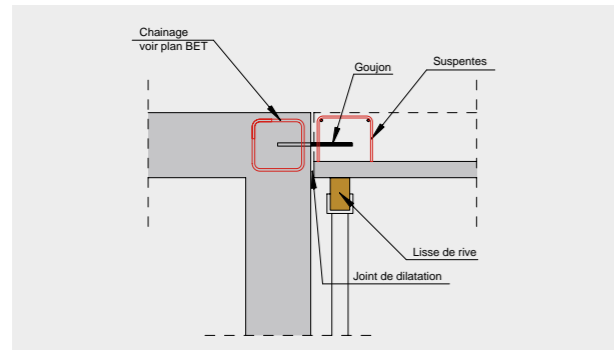 Chainage
voir plan BET
Goujon
Suspentes
Lisse de rive
Joint de dilatation